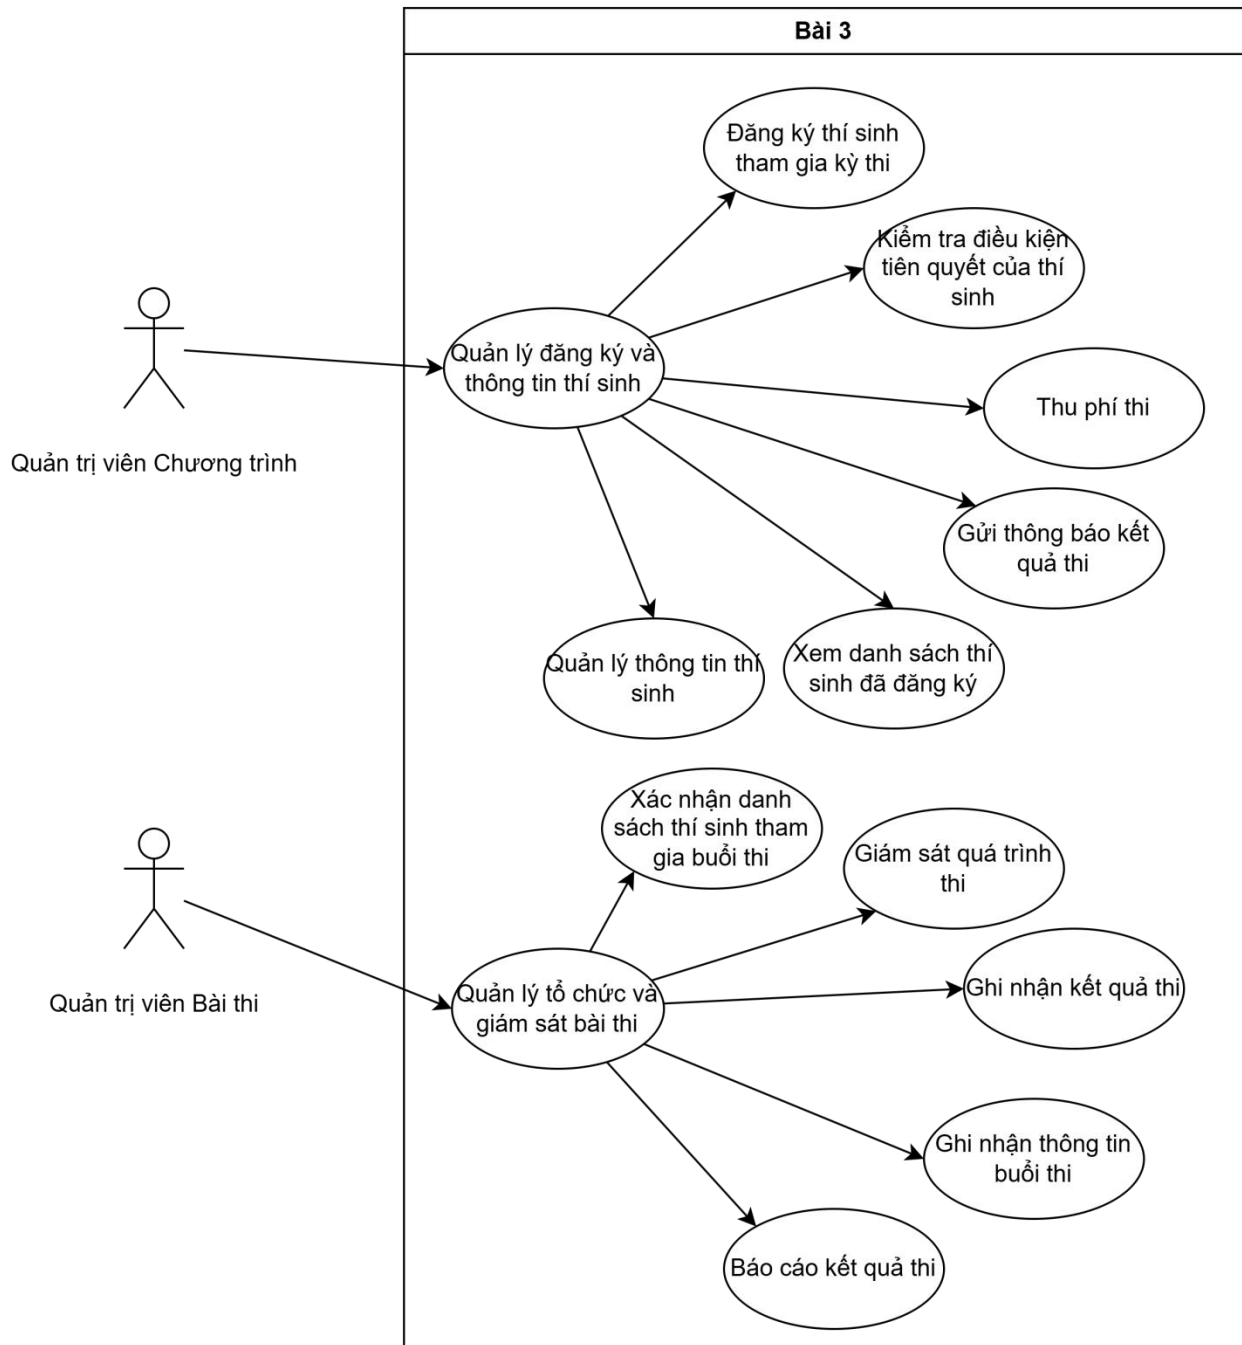 Bài 3
Đăng ký thí sinh
tham gia kỳ thi
Kiểm tra điều kiện
tiên quyết của thí
sinh
Quản lý đăng ký và
thông tin thí sinh
Thu phí thi
Quản trị viên Chương trình
Gửi thông báo kết
quả thi
Quản lý thông tin thí
sinh
Xem danh sách thí
sinh đã đăng ký
Xác nhận danh
sách thí sinh tham
gia buổi thi
Giám sát quá trình
thi
Quản trị viên Bài thi
Quản lý tổ chức và
giám sát bài thi
Ghi nhận kết quả thi
Ghi nhận thông tin
buổi thi
Báo cáo kết quả thi